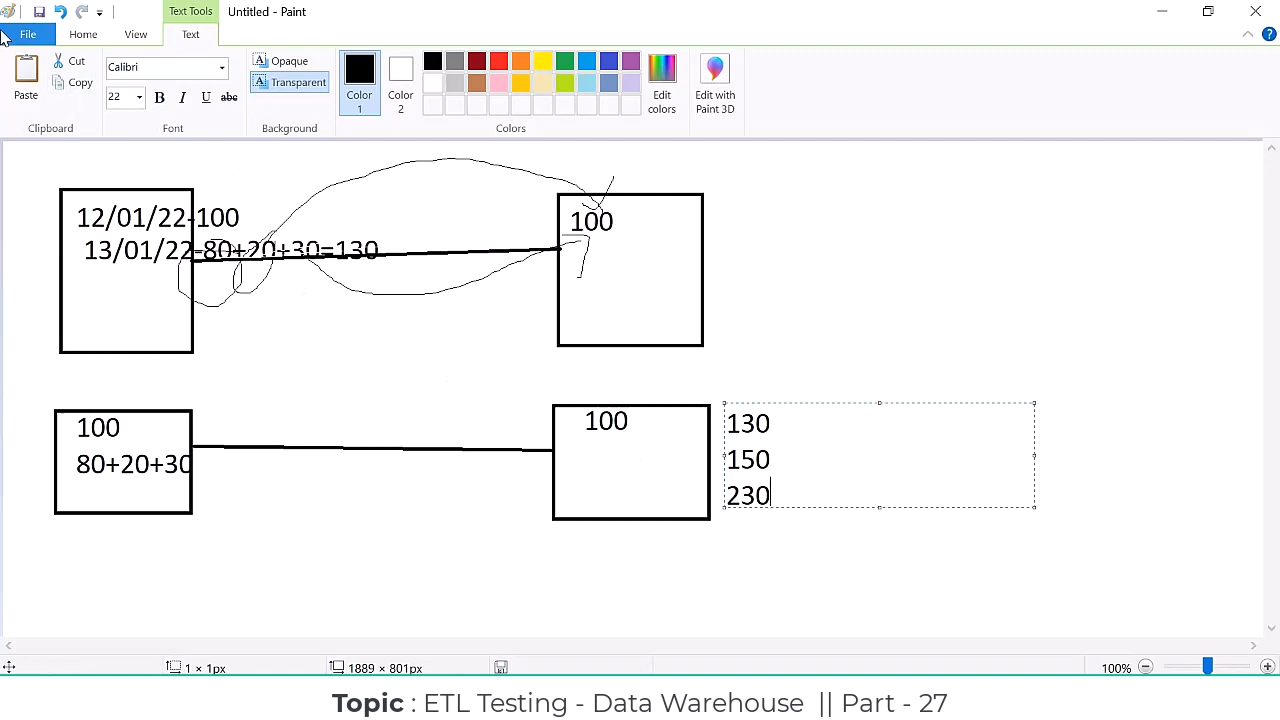 Text Tools
Untitled - Paint
File
Home
View
Text
Paste
Cut
Copy
Clipboard
Calibri
22
B I U abc
Font
Opaque
Transparent
Background
Color 1
Color 2
Edit colors
Colors
Edit with Paint 3D
12/01/22-100
13/01/22-80+20+30=130
100
100
80+20+30
100
130
150
230
1 × 1px
1889 × 801px
100%
Topic : ETL Testing - Data Warehouse || Part - 27